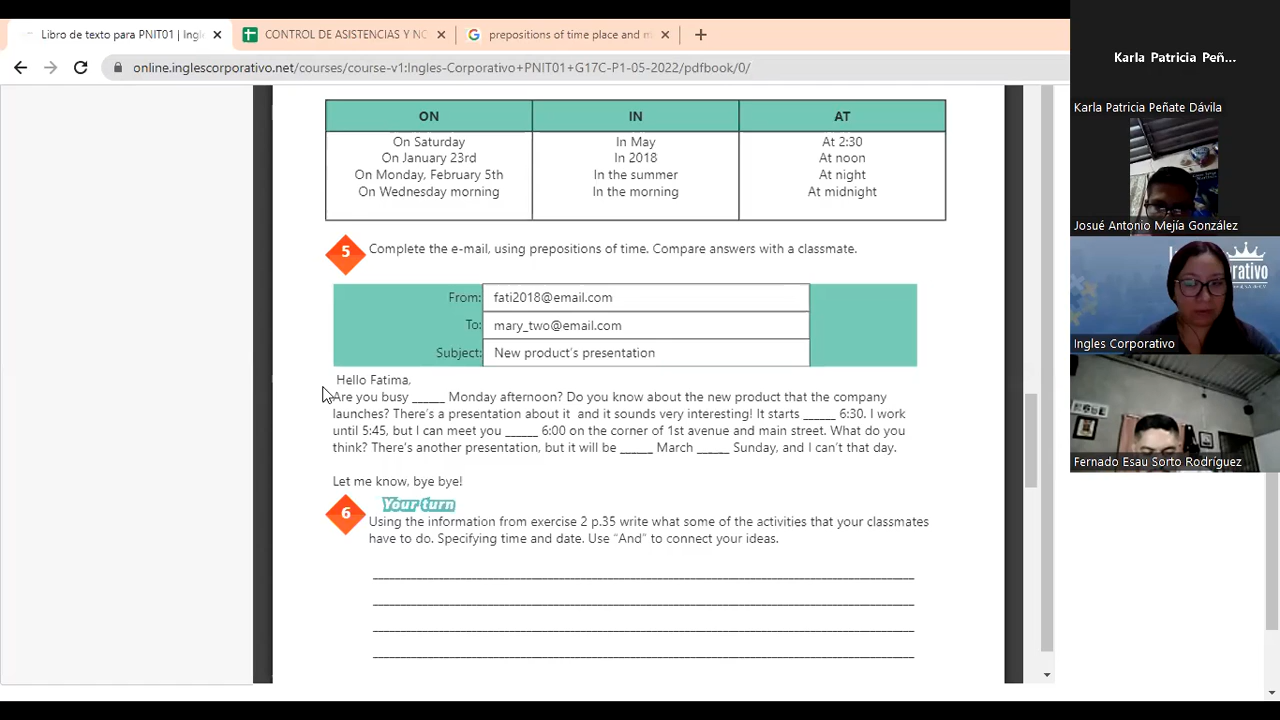 Libro de texto para PNIT01 | Ingl
CONTROL DE ASISTENCIAS Y NO
prepositions of time place and m
online.inglescorporativo.net/courses/course-v1:Ingles-Corporativo+PNIT01+G17C-P1-05-2022/pdfbook/0/
Karla Patricia Peñ...
Karla Patricia Peñate Dávila
Josué Antonio Mejía González
Ingles Corporativo
Fernado Esau Sorto Rodríguez
ON IN AT
On Saturday In May At 2:30
On January 23rd In 2018 At noon
On Monday, February 5th In the summer At night
On Wednesday morning In the morning At midnight
5 Complete the e-mail, using prepositions of time. Compare answers with a classmate.
From: fati2018@email.com
To: mary_two@email.com
Subject: New product's presentation
Hello Fatima,
Are you busy ______ Monday afternoon? Do you know about the new product that the company
launches? There's a presentation about it and it sounds very interesting! It starts ______ 6:30. I work
until 5:45, but I can meet you ______ 6:00 on the corner of 1st avenue and main street. What do you
think? There's another presentation, but it will be ______ March ______ Sunday, and I can't that day.
Let me know, bye bye!
6 Your turn
Using the information from exercise 2 p.35 write what some of the activities that your classmates
have to do. Specifying time and date. Use “And” to connect your ideas.